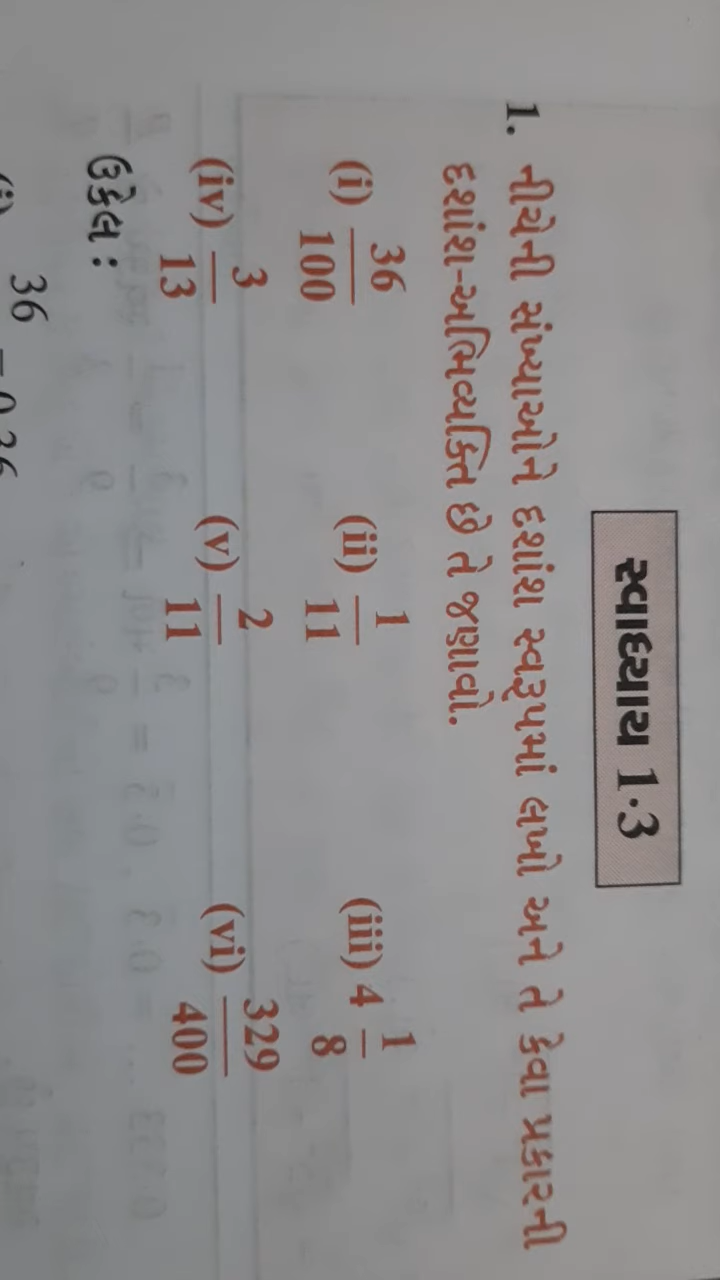 સ્વાધ્યાય 1·3
1. નીચેની સંખ્યાઓને દશાંશ સ્વરૂપમાં લખો અને તે કેવા પ્રકારની
દશાંશ-અભિવ્યક્તિ છે તે જણાવો.
(i) 36/100 (ii) 1/11 (iii) 4 1/8
(iv) 3/13 (v) 2/11 (vi) 329/400
ઉકેલ :
(i) 36